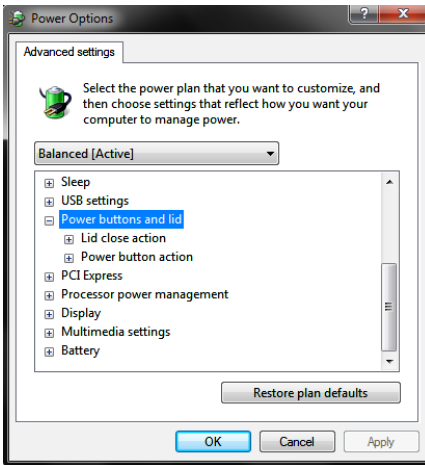 Power Options
Advanced settings
Select the power plan that you want to customize, and
then choose settings that reflect how you want your
computer to manage power.
Balanced [Active]
Sleep
USB settings
Power buttons and lid
Lid close action
Power button action
PCI Express
Processor power management
Display
Multimedia settings
Battery
Restore plan defaults
OK Cancel Apply